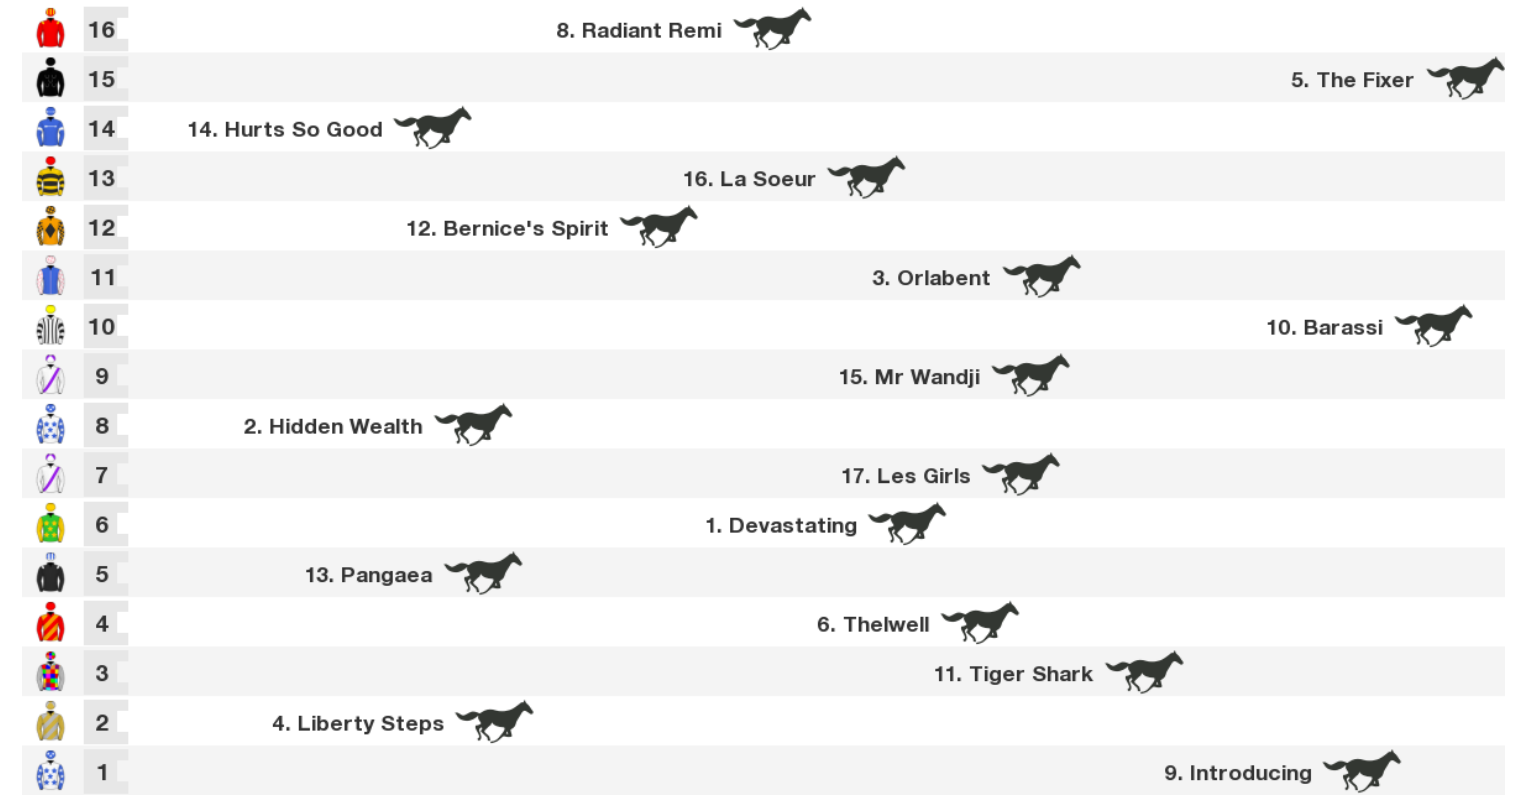 16 8. Radiant Remi
15 5. The Fixer
14 14. Hurts So Good
13 16. La Soeur
12 12. Bernice's Spirit
11 3. Orlabent
10 10. Barassi
9 15. Mr Wandji
8 2. Hidden Wealth
7 17. Les Girls
6 1. Devastating
5 13. Pangaea
4 6. Thelwell
3 11. Tiger Shark
2 4. Liberty Steps
1 9. Introducing